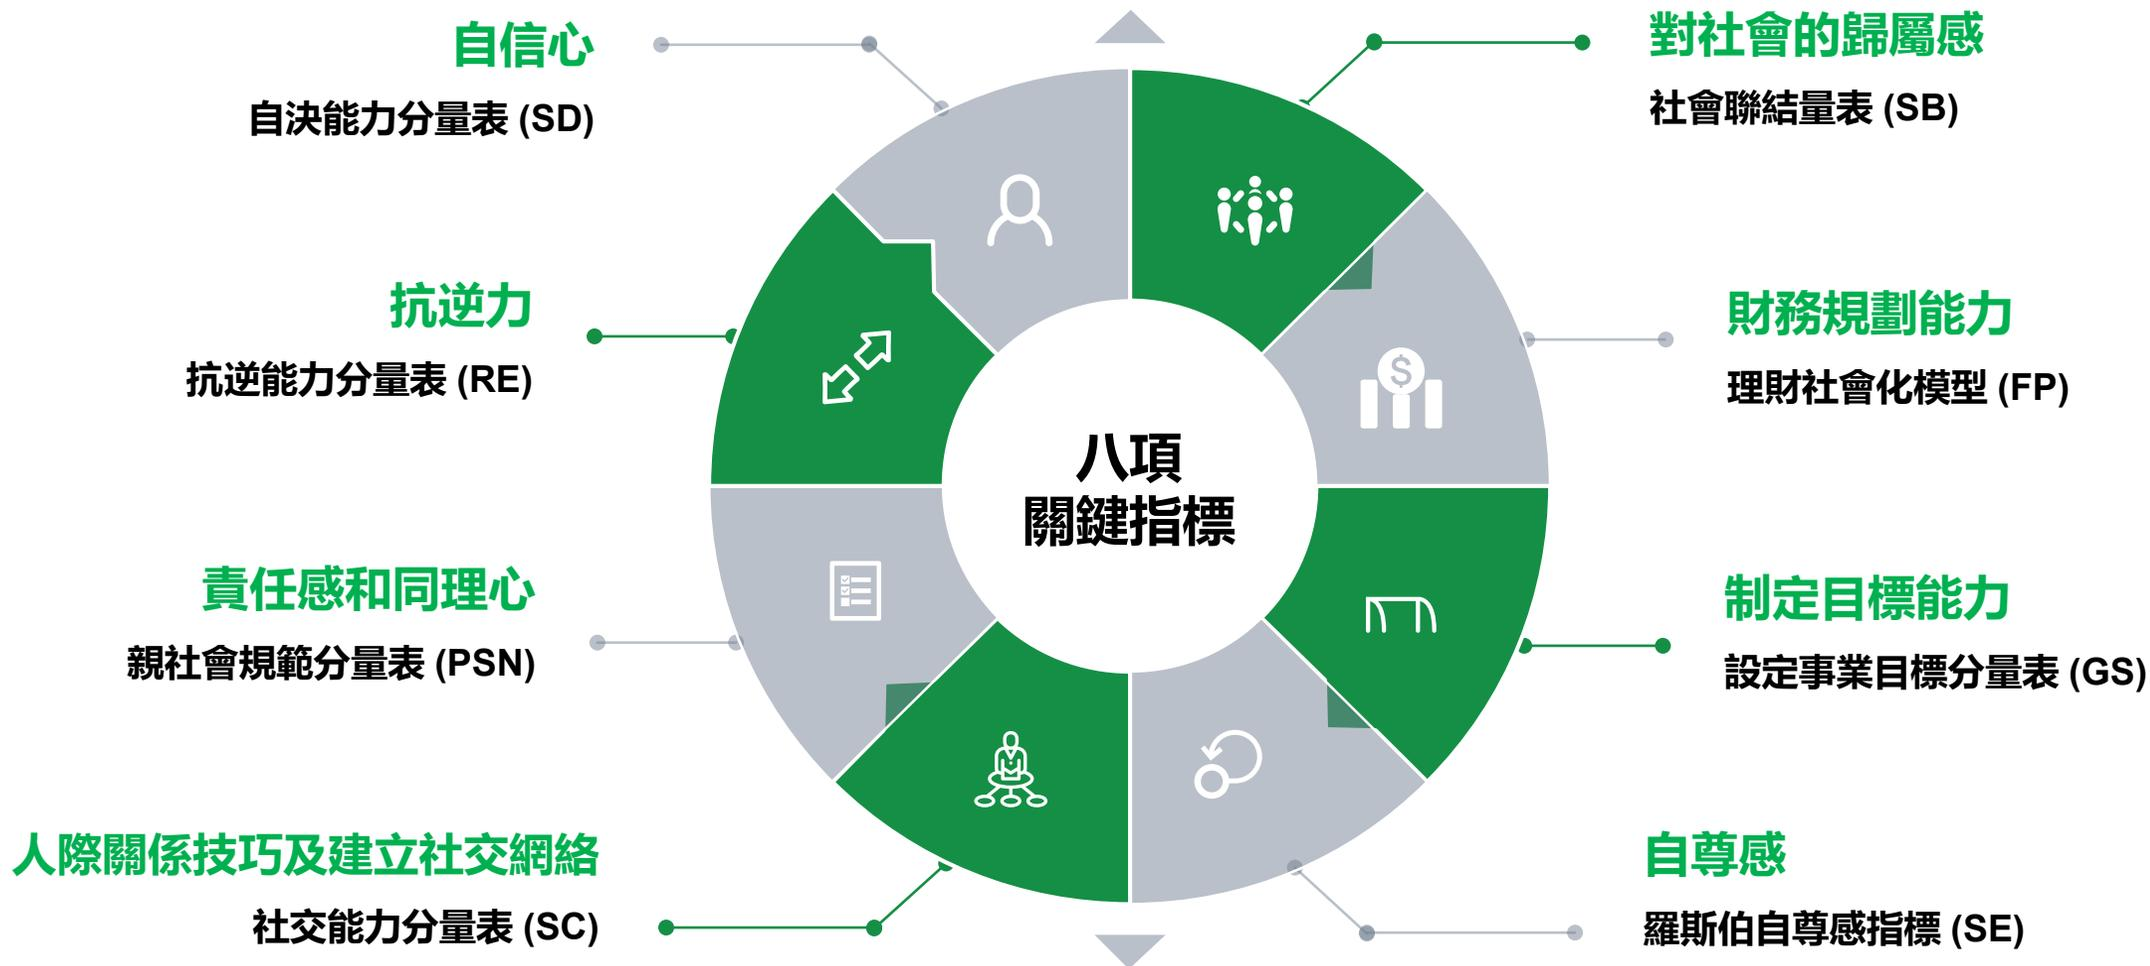 自信心
自決能力分量表 (SD)
抗逆力
抗逆能力分量表 (RE)
責任感和同理心
親社會規範分量表 (PSN)
人際關係技巧及建立社交網絡
社交能力分量表 (SC)
八項
關鍵指標
$
對社會的歸屬感
社會聯結量表 (SB)
財務規劃能力
理財社會化模型 (FP)
制定目標能力
設定事業目標分量表 (GS)
自尊感
羅斯伯自尊感指標 (SE)